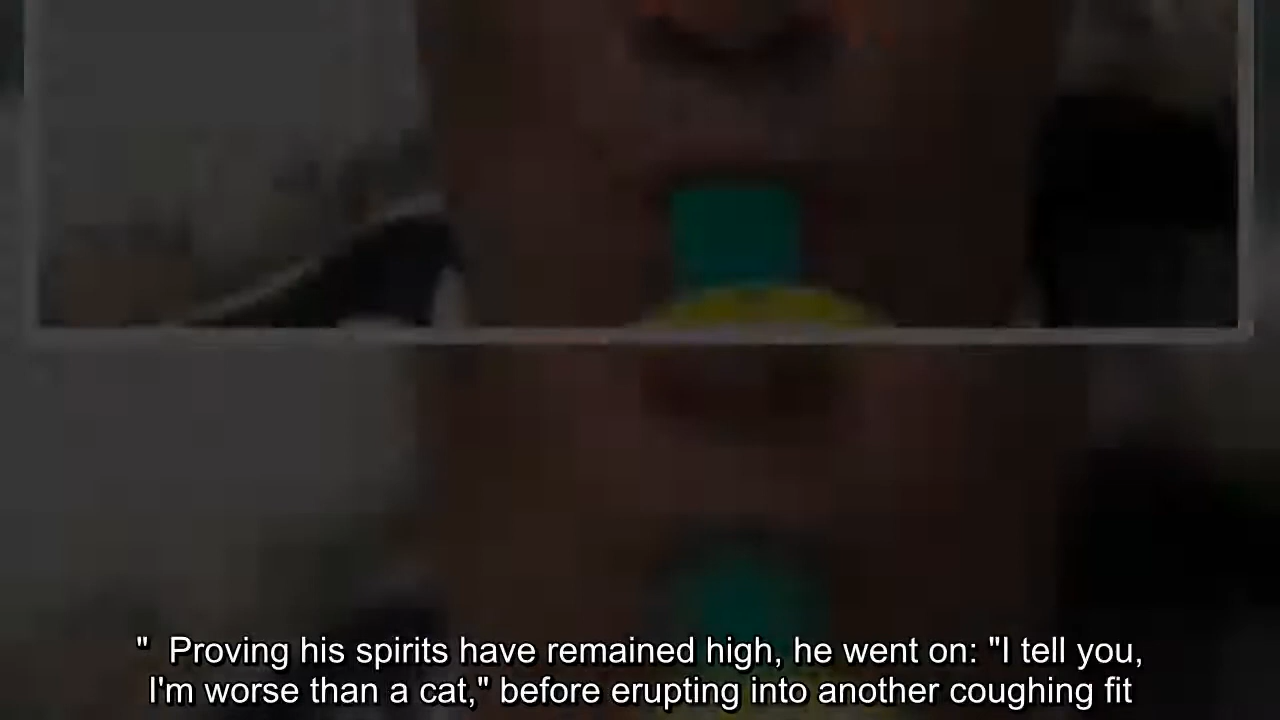 "  Proving his spirits have remained high, he went on: "I tell you,
I'm worse than a cat," before erupting into another coughing fit